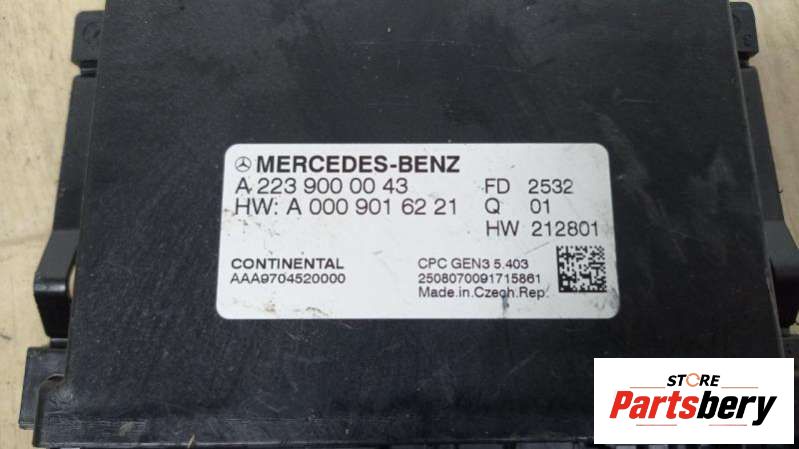 MERCEDES-BENZ
A 223 900 00 43 FD 2532
HW: A 000 901 62 21 Q 01
HW 212801
CONTINENTAL CPC GEN3 5.403
AAA9704520000 2508070091715861
Made.in.Czech.Rep.
STORE
Partsbery